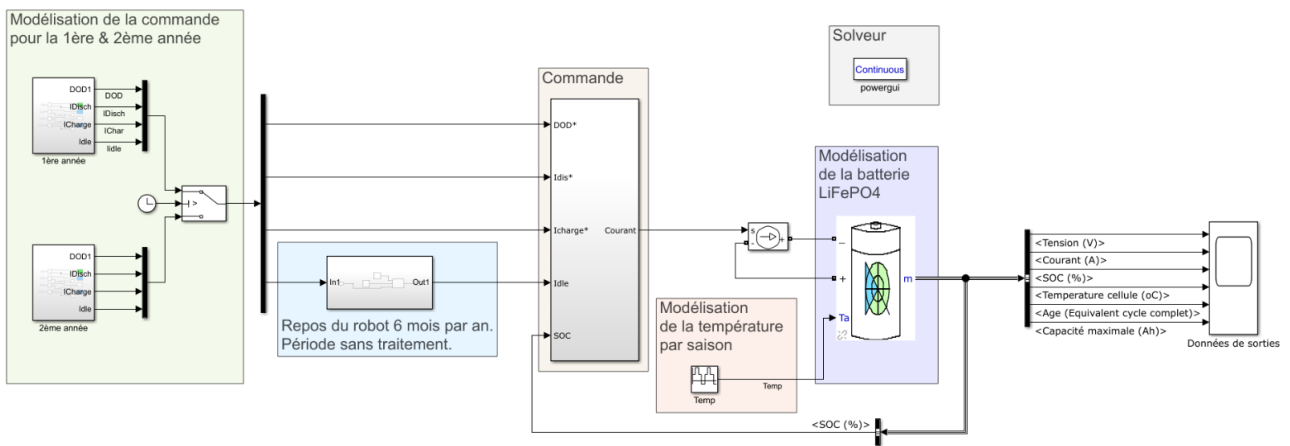 Modélisation de la commande
pour la 1ère & 2ème année
DOD1
IDisch
ICharge
Idle
DOD
IDisch
IChar
Iidle
1ère année
DOD1
IDisch
ICharge
Idle
2ème année
In1
Out1
Repos du robot 6 mois par an.
Période sans traitement.
Commande
DOD*
Idis*
Icharge*
Idle
SOC
Courant
Solveur
Continuous
powergui
s
-
+
Modélisation
de la batterie
LiFePO4
_
+
Ta
m
Modélisation
de la température
par saison
Temp
Temp
<SOC (%)>
<Tension (V)>
<Courant (A)>
<SOC (%)>
<Temperature cellule (oC)>
<Age (Equivalent cycle complet)>
<Capacité maximale (Ah)>
Données de sorties